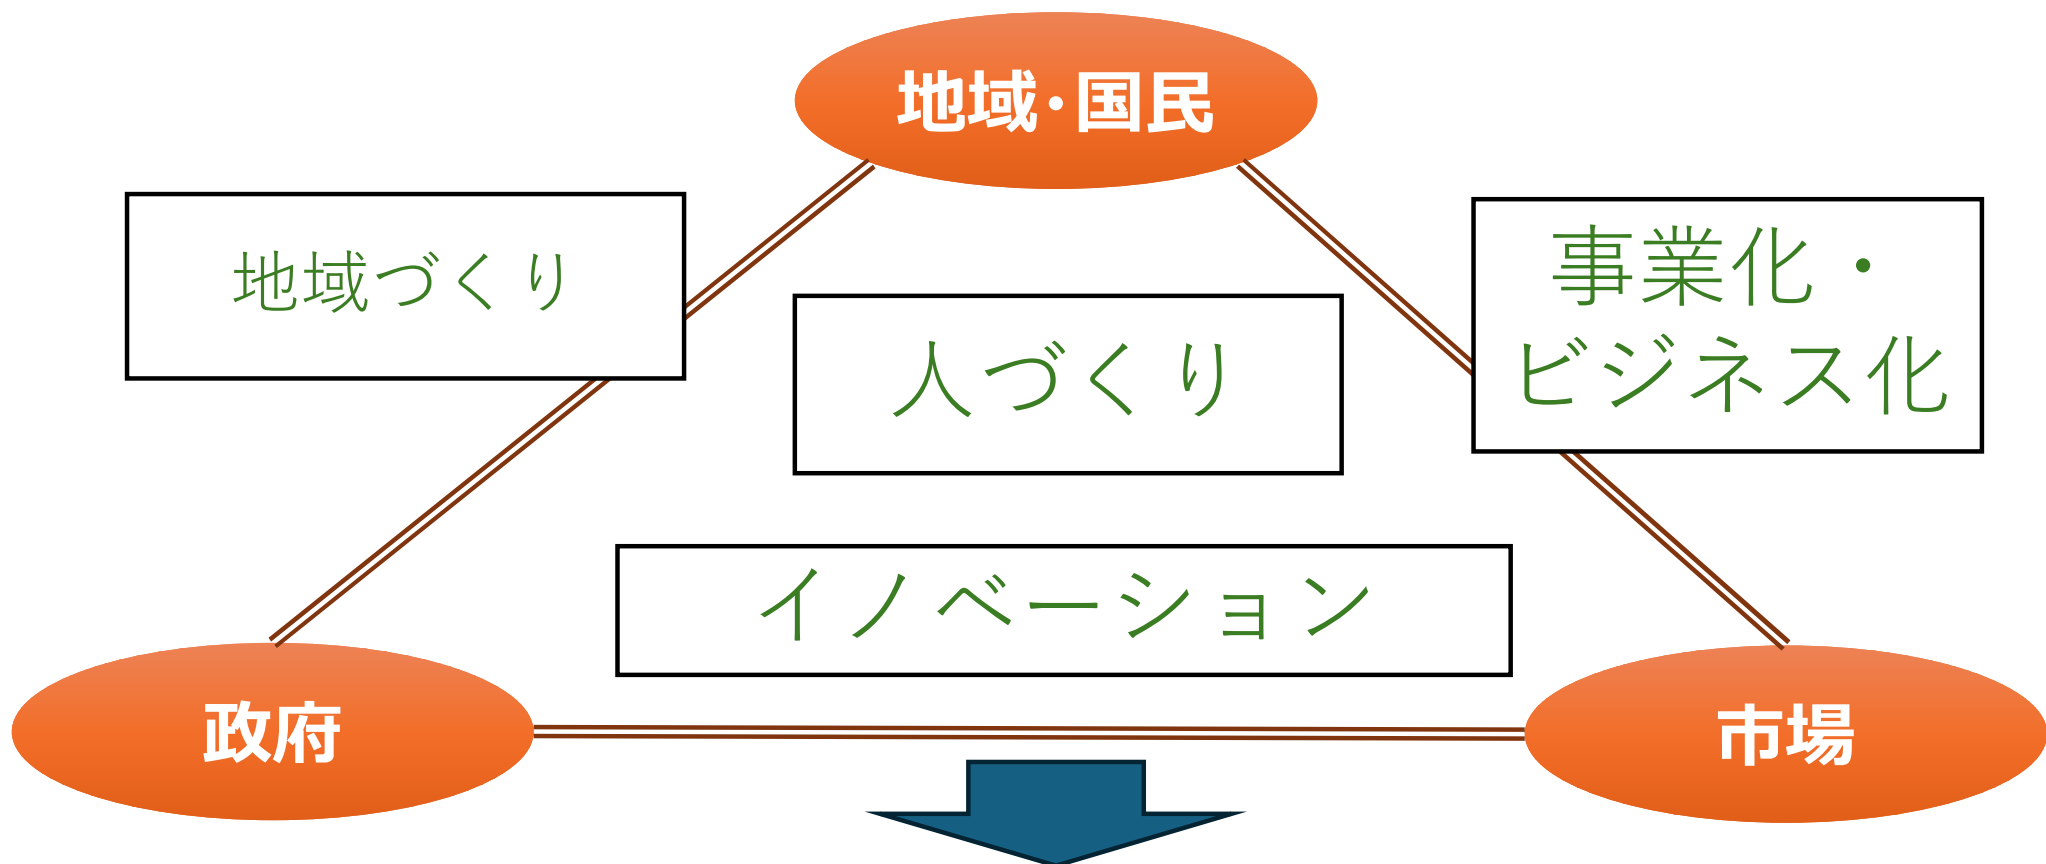 地域・国民
地域づくり
事業化・
ビジネス化
人づくり
イノベーション
政府
市場